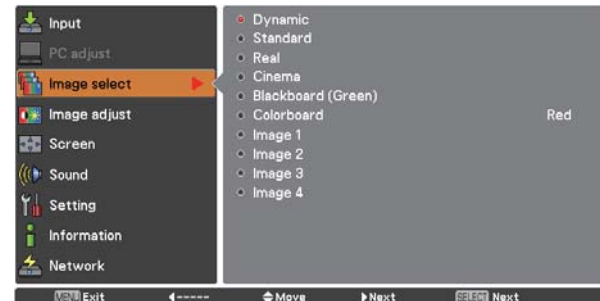 Input
PC adjust
Image select
Image adjust
Screen
Sound
Setting
Information
Network
Dynamic
Standard
Real
Cinema
Blackboard (Green)
Colorboard Red
Image 1
Image 2
Image 3
Image 4
MENU Exit ◀----- Move ▶Next SELECT Next